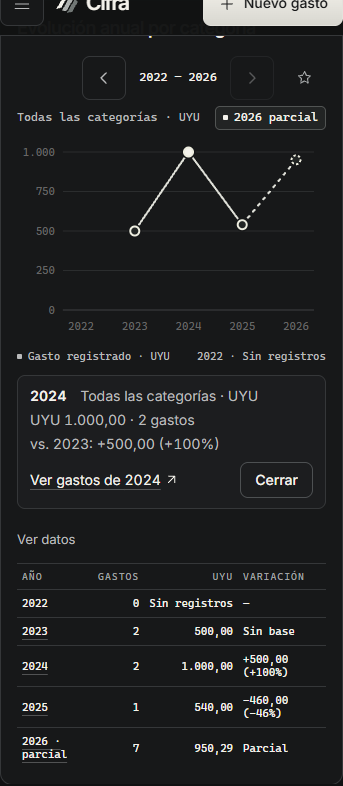 Cifra
+ Nuevo gasto
Evolución anual por categoría
2022 — 2026
Todas las categorías · UYU
2026 parcial
1.000
750
500
250
0
2022 2023 2024 2025 2026
Gasto registrado · UYU 2022 · Sin registros
2024 Todas las categorías · UYU
UYU 1.000,00 · 2 gastos
vs. 2023: +500,00 (+100%)
Ver gastos de 2024 ↗ Cerrar
Ver datos
AÑO GASTOS UYU VARIACIÓN
2022 0 Sin registros —
2023 2 500,00 Sin base
2024 2 1.000,00 +500,00
(+100%)
2025 1 540,00 −460,00
(−46%)
2026 ·
parcial 7 950,29 Parcial